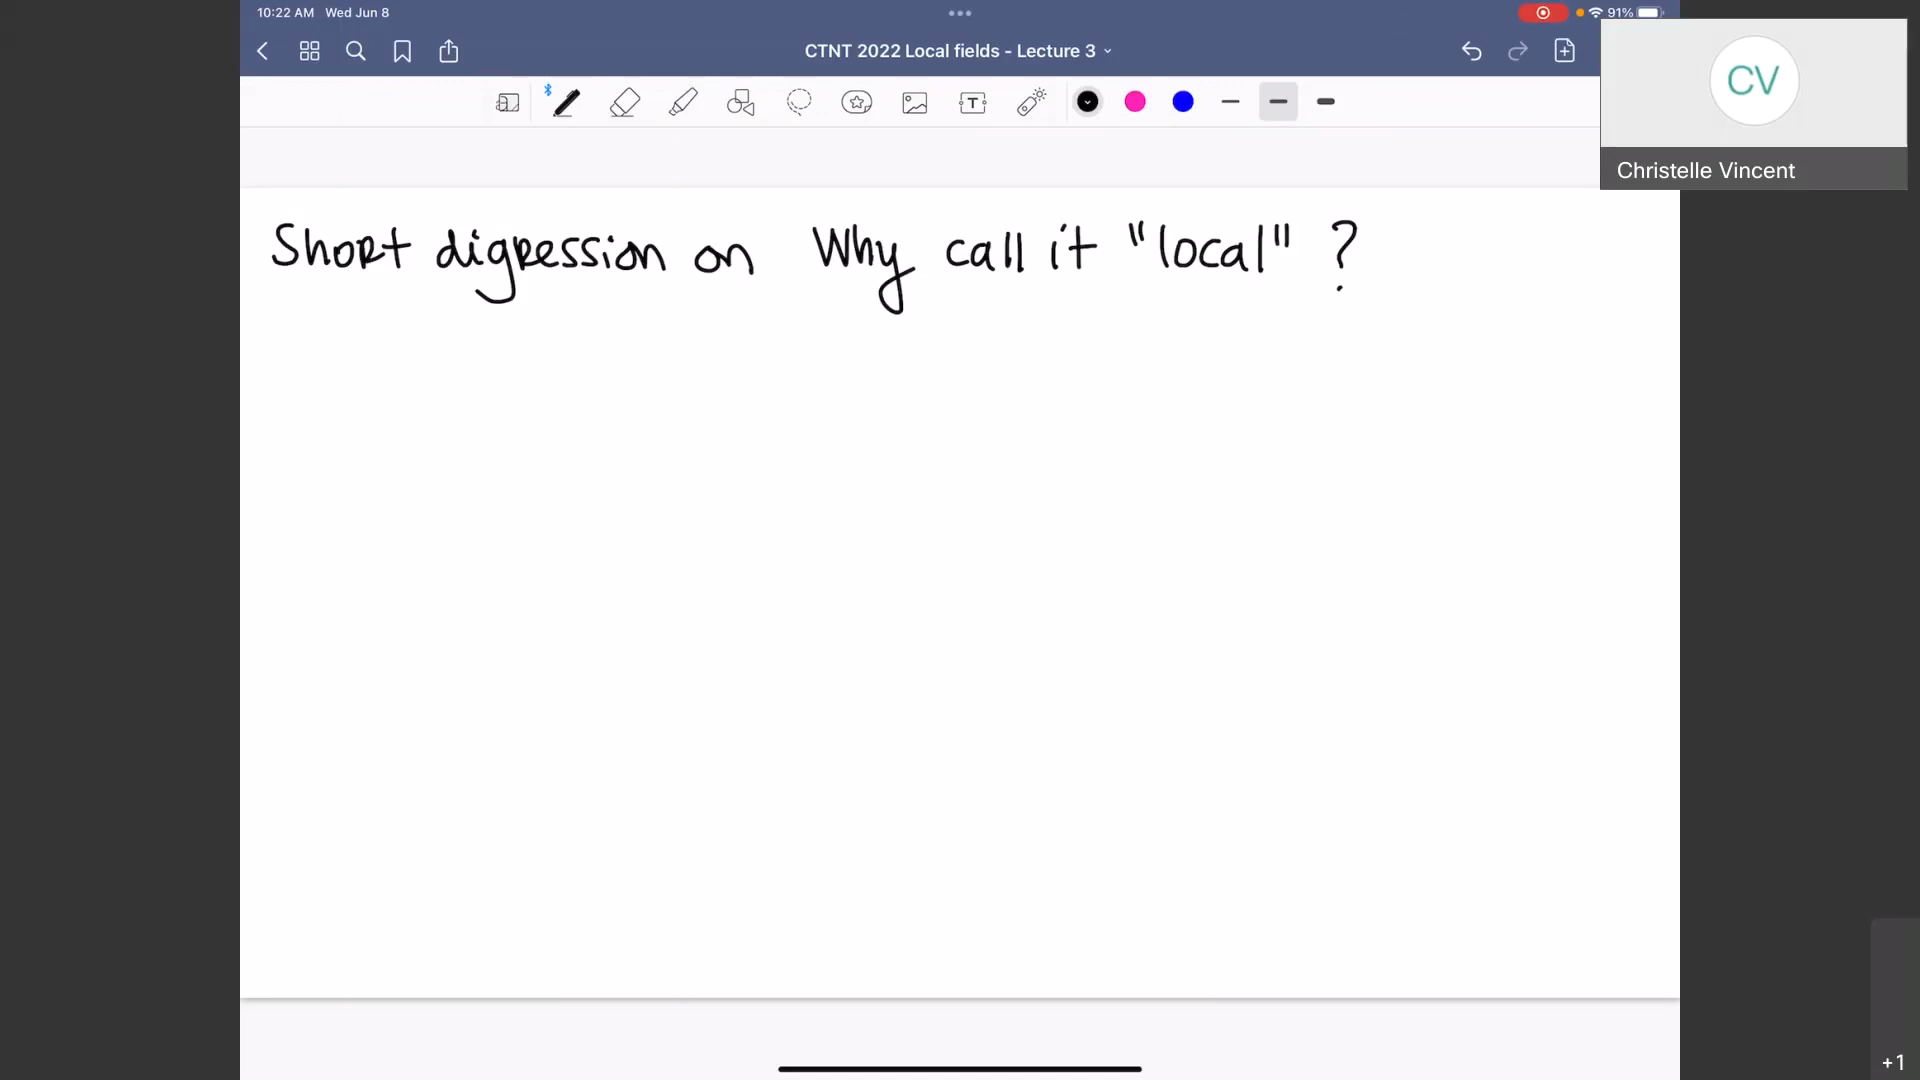 10:22 AM Wed Jun 8
91%
CTNT 2022 Local fields - Lecture 3
T
CV
Christelle Vincent
Short digression on Why call it "local" ?
+1